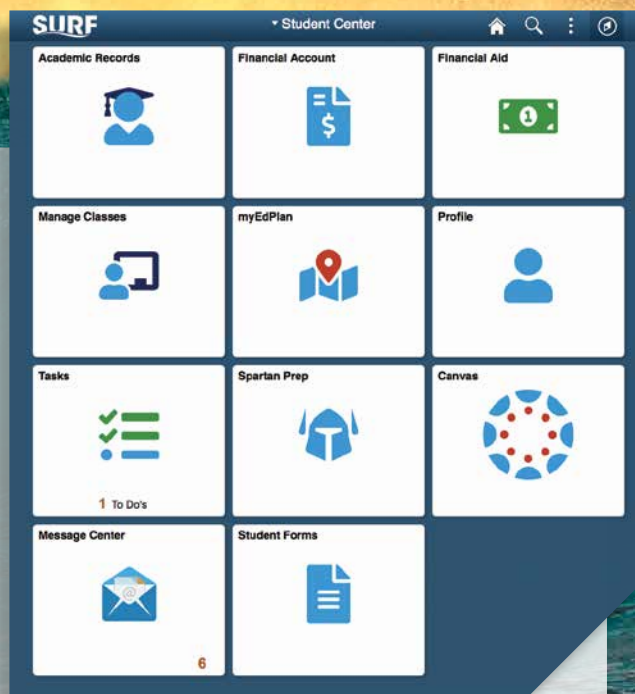 SURF
Student Center
Academic Records
Financial Account
Financial Aid
$
1
Manage Classes
myEdPlan
Profile
Tasks
Spartan Prep
Canvas
1 To Do's
Message Center
Student Forms
@
6